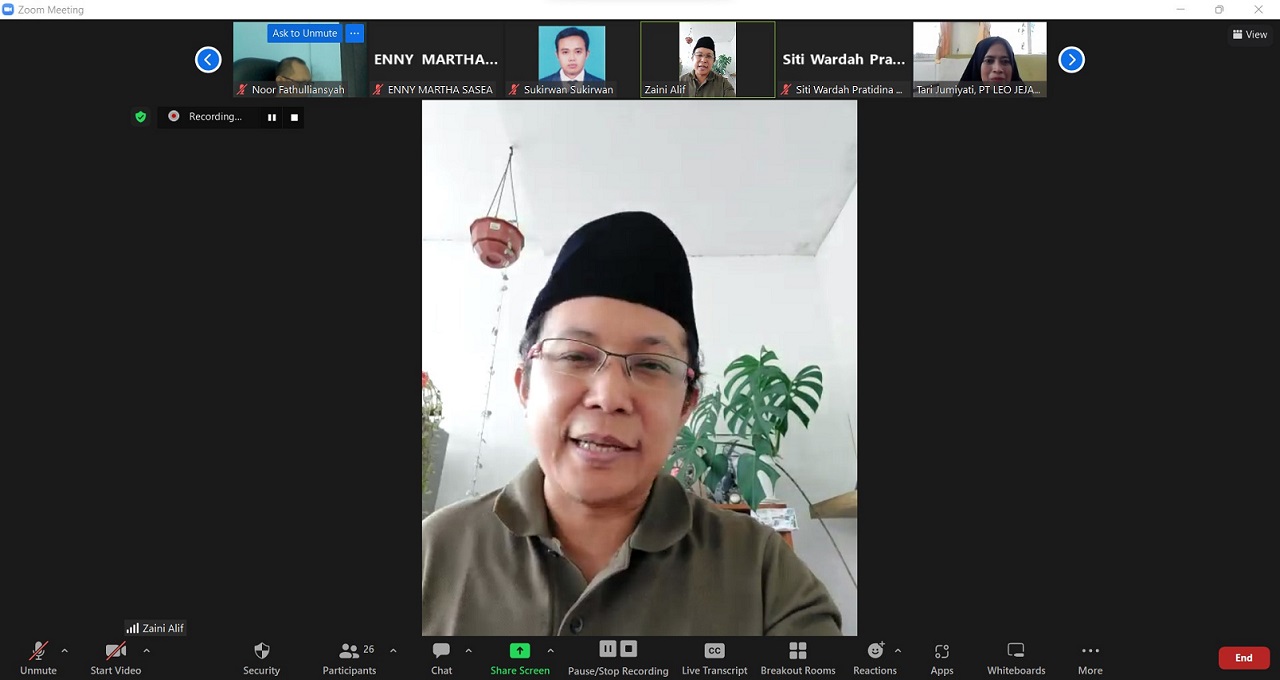 Zoom Meeting
Ask to Unmute
Noor Fathulliansyah
ENNY MARTHA...
ENNY MARTHA SASEA
Sukirwan Sukirwan
Zaini Alif
Siti Wardah Pra...
Siti Wardah Pratidina ...
Tari Jumiyati, PT LEO JEJA...
View
Recording...
Zaini Alif
Unmute
Start Video
Security
26
Participants
Chat
Share Screen
Pause/Stop Recording
CC
Live Transcript
Breakout Rooms
Reactions
Apps
Whiteboards
More
End